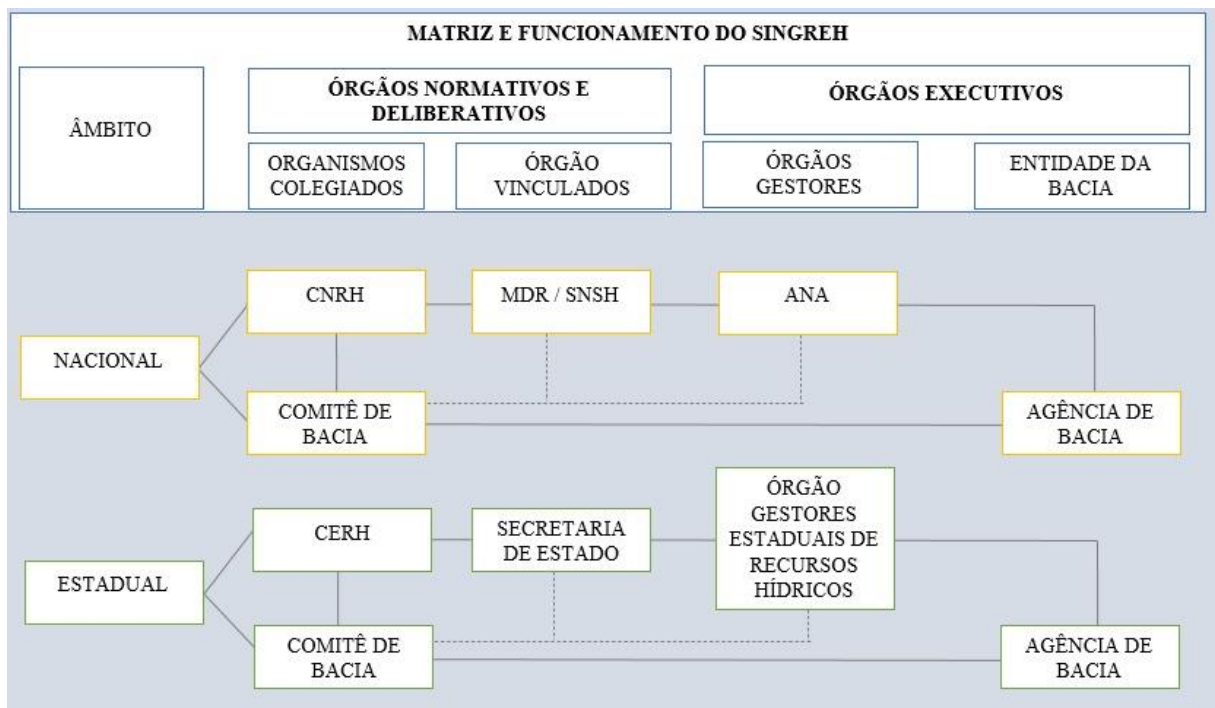 MATRIZ E FUNCIONAMENTO DO SINGREH
ÂMBITO
ÓRGÃOS NORMATIVOS E
DELIBERATIVOS
ÓRGÃOS EXECUTIVOS
ORGANISMOS
COLEGIADOS
ÓRGÃO
VINCULADOS
ÓRGÃOS
GESTORES
ENTIDADE DA
BACIA
NACIONAL
CNRH
MDR / SNSH
ANA
COMITÊ DE
BACIA
AGÊNCIA DE
BACIA
ESTADUAL
CERH
SECRETARIA
DE ESTADO
ÓRGÃO
GESTORES
ESTADUAIS DE
RECURSOS
HÍDRICOS
COMITÊ DE
BACIA
AGÊNCIA DE
BACIA